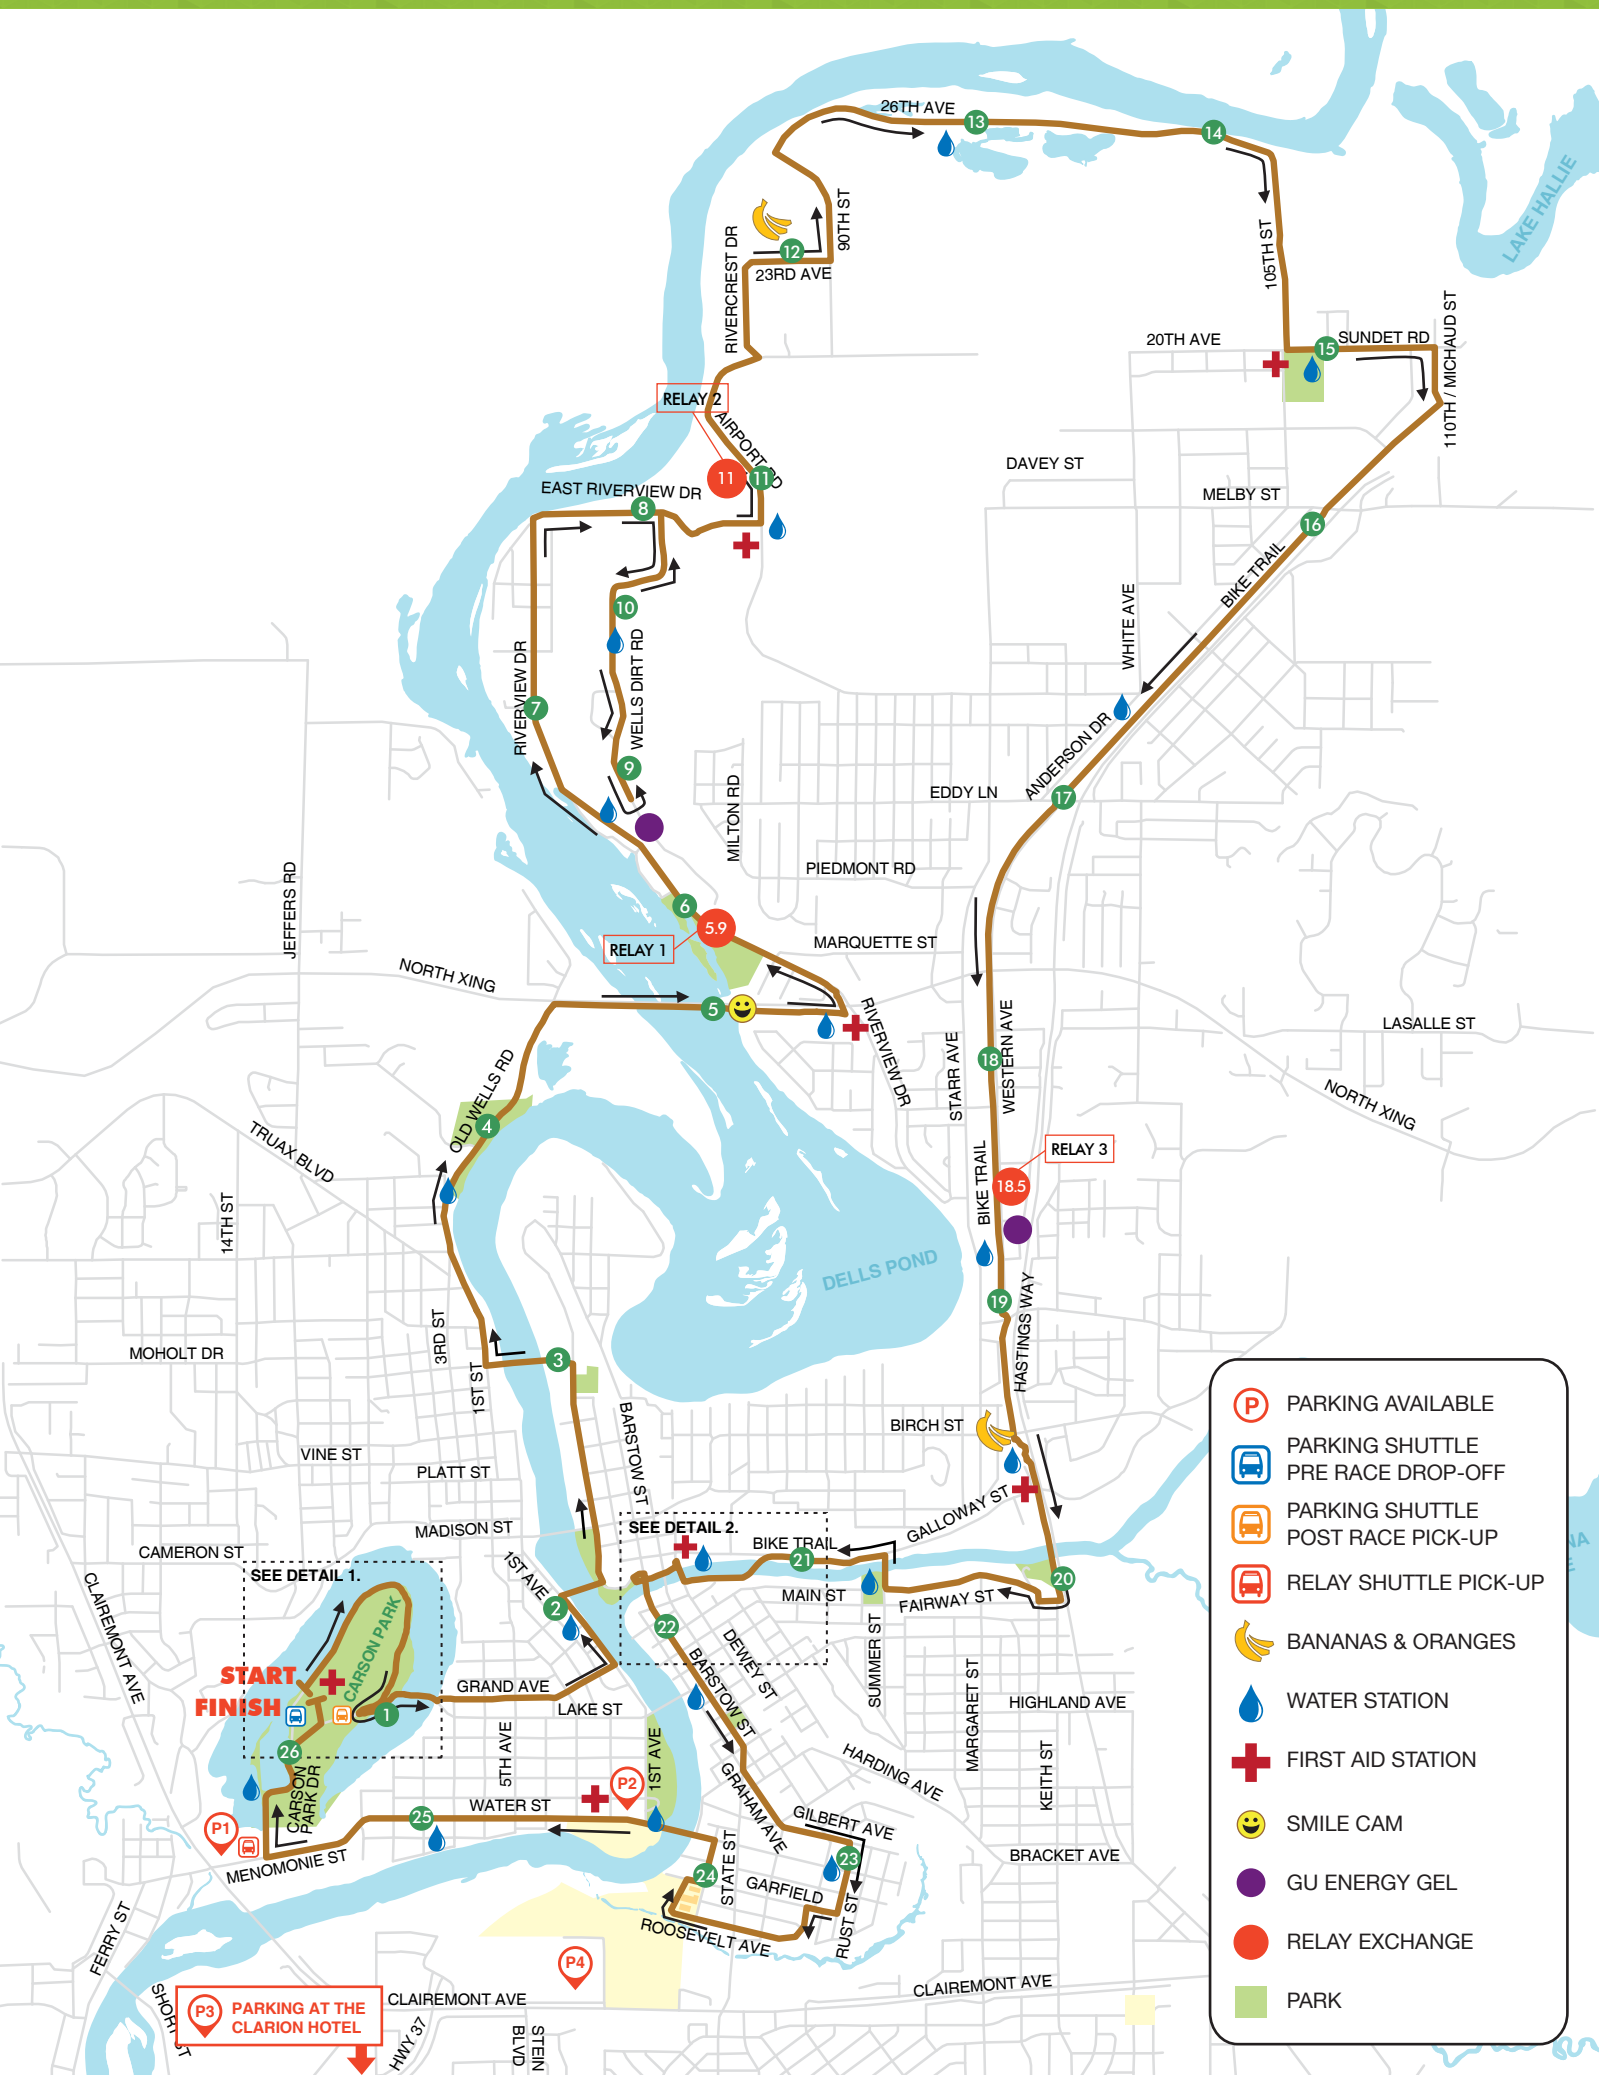 26TH AVE
13
14
LAKE HALLIE
90TH ST
RIVERCREST DR
12
23RD AVE
105TH ST
20TH AVE
15
SUNDET RD
110TH / MICHAUD ST
RELAY 2
AIRPORT RD
11
11
DAVEY ST
EAST RIVERVIEW DR
8
MELBY ST
16
BIKE TRAIL
10
WHITE AVE
WELLS DIRT RD
RIVERVIEW DR
7
9
ANDERSON DR
17
EDDY LN
MILTON RD
PIEDMONT RD
JEFFERS RD
6
5.9
RELAY 1
MARQUETTE ST
NORTH XING
5
RIVERVIEW DR
LASALLE ST
STARR AVE
18
WESTERN AVE
NORTH XING
OLD WELLS RD
4
TRUAX BLVD
RELAY 3
BIKE TRAIL
18.5
14TH ST
DELLS POND
19
HASTINGS WAY
3RD ST
MOHOLT DR
3
1ST ST
BARSTOW ST
BIRCH ST
VINE ST
PLATT ST
GALLOWAY ST
MADISON ST
SEE DETAIL 2.
BIKE TRAIL
21
CAMERON ST
SEE DETAIL 1.
1ST AVE
20
CLAIREMONT AVE
2
MAIN ST
FAIRWAY ST
CARSON PARK
22
DEWEY ST
SUMMER ST
START
FINISH
BARSTOW ST
MARGARET ST
GRAND AVE
1
LAKE ST
HIGHLAND AVE
26
5TH AVE
1ST AVE
HARDING AVE
KEITH ST
CARSON
PARK DR
P2
GRAHAM AVE
WATER ST
25
GILBERT AVE
P1
MENOMONIE ST
STATE ST
23
BRACKET AVE
24
GARFIELD
RUST ST
ROOSEVELT AVE
FERRY ST
P4
CLAIREMONT AVE
CLAIREMONT AVE
SHORT ST
P3
PARKING AT THE
CLARION HOTEL
HWY 37
STEIN
BLVD
NA
E
P
PARKING AVAILABLE
PARKING SHUTTLE
PRE RACE DROP-OFF
PARKING SHUTTLE
POST RACE PICK-UP
RELAY SHUTTLE PICK-UP
BANANAS & ORANGES
WATER STATION
FIRST AID STATION
SMILE CAM
GU ENERGY GEL
RELAY EXCHANGE
PARK